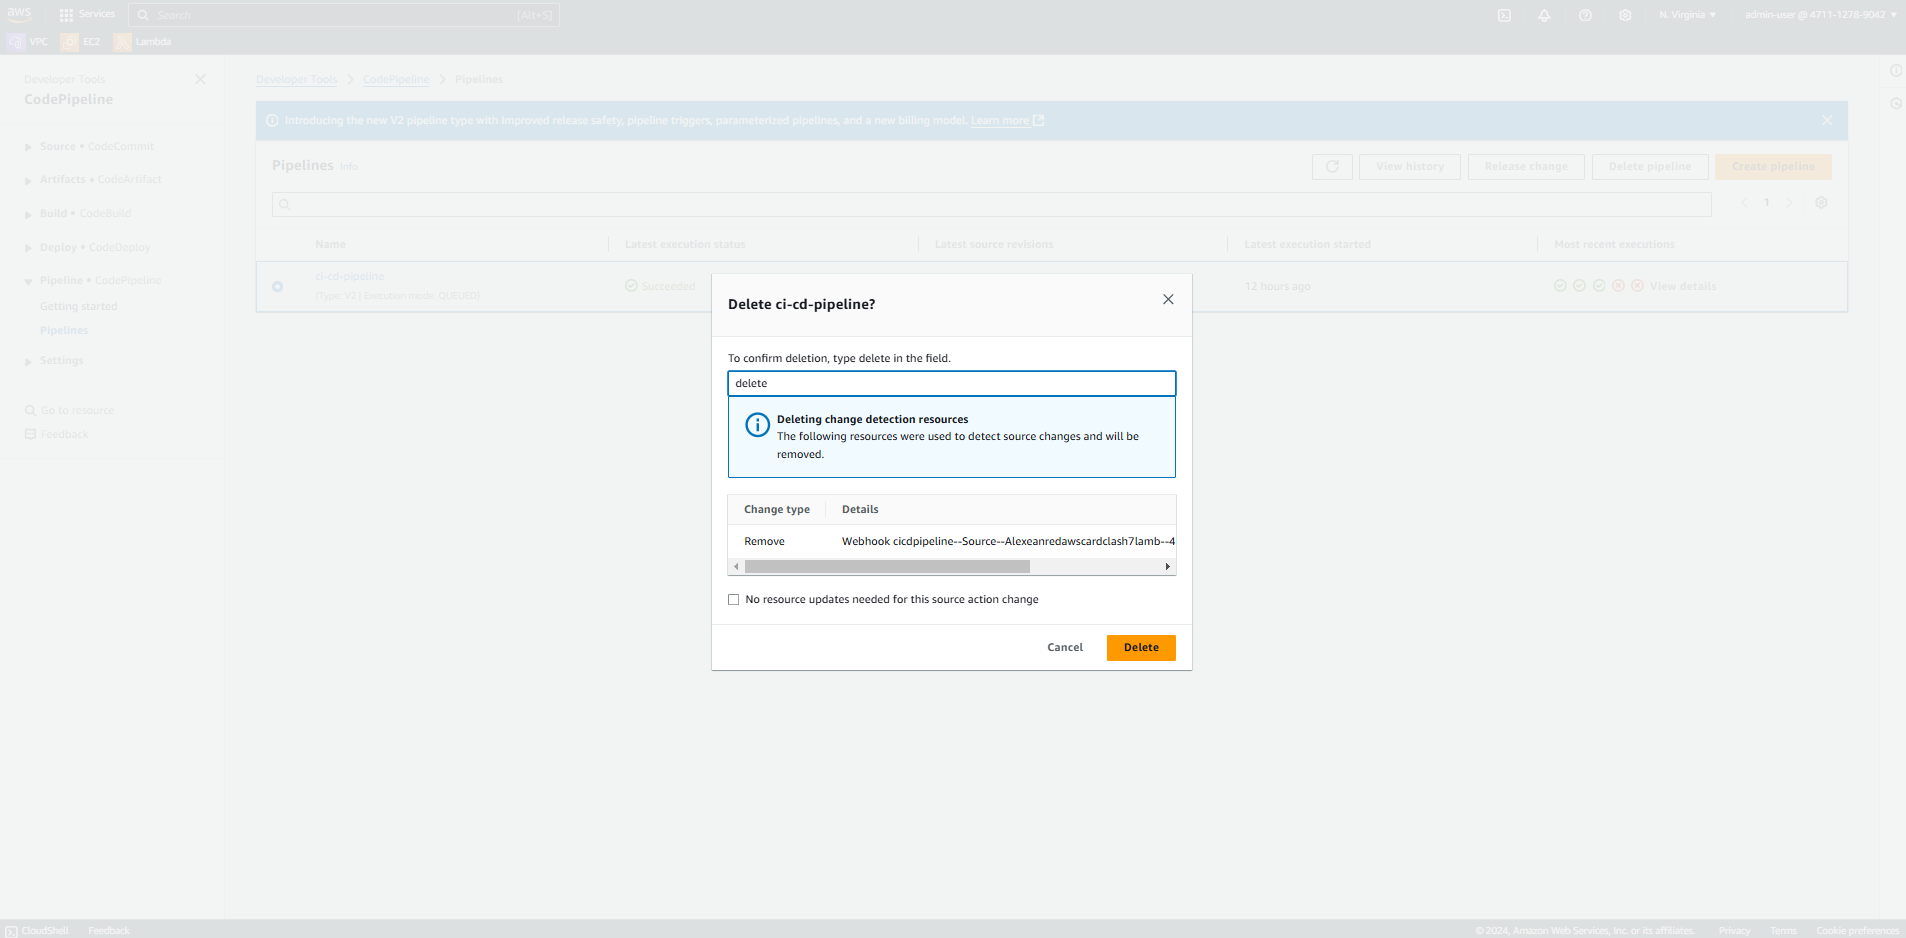 aws
Services
Search
[Alt+S]
N. Virginia
admin-user @ 4711-1278-9042
VPC
EC2
Lambda
Developer Tools
CodePipeline
Source • CodeCommit
Artifacts • CodeArtifact
Build • CodeBuild
Deploy • CodeDeploy
Pipeline • CodePipeline
Getting started
Pipelines
Settings
Go to resource
Feedback
Developer Tools > CodePipeline > Pipelines
Introducing the new V2 pipeline type with improved release safety, pipeline triggers, parameterized pipelines, and a new billing model. Learn more
Pipelines Info
View history
Release change
Delete pipeline
Create pipeline
1
Name
Latest execution status
Latest source revisions
Latest execution started
Most recent executions
ci-cd-pipeline
(Type: V2 | Execution mode: QUEUED)
Succeeded
12 hours ago
View details
Delete ci-cd-pipeline?
To confirm deletion, type delete in the field.
delete
Deleting change detection resources
The following resources were used to detect source changes and will be
removed.
Change type
Details
Remove
Webhook cicdpipeline--Source--Alexeanredawscardclash7lamb--4
No resource updates needed for this source action change
Cancel
Delete
CloudShell
Feedback
© 2024, Amazon Web Services, Inc. or its affiliates.
Privacy
Terms
Cookie preferences